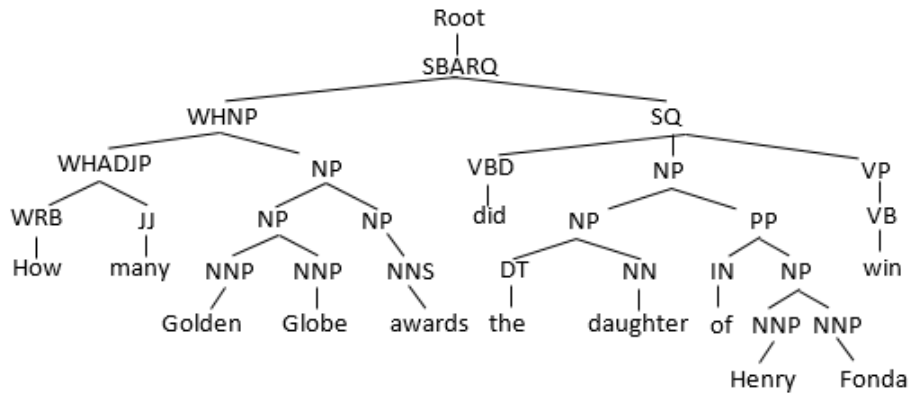 Root
SBARQ
WHNP SQ
WHADJP NP VBD NP VP
WRB JJ NP NP did NP PP VB
How many NNP NNP NNS DT NN IN NP win
Golden Globe awards the daughter of NNP NNP
Henry Fonda